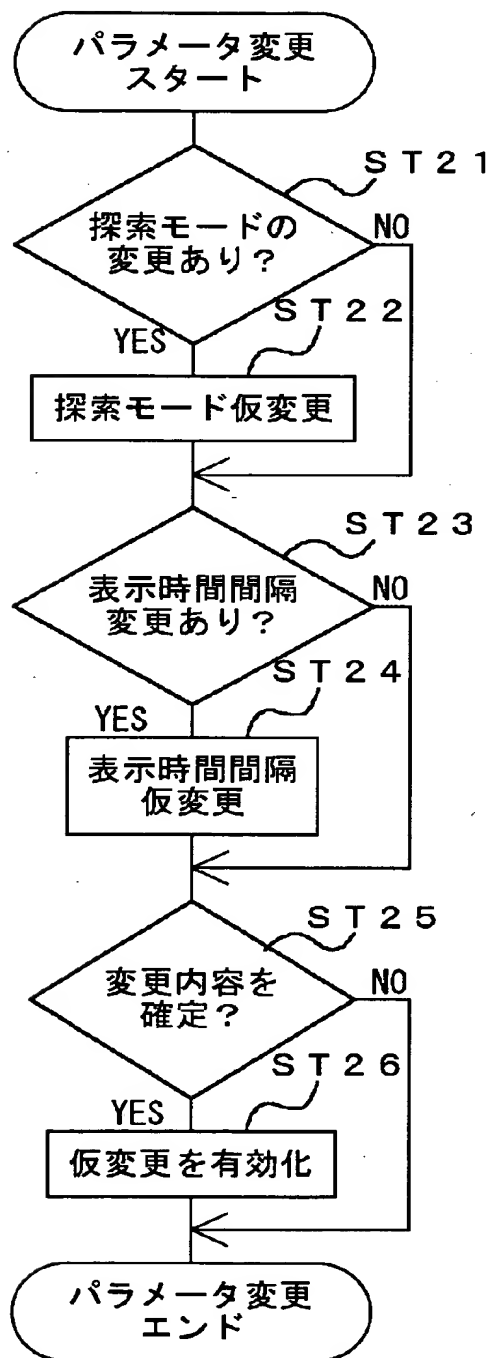 パラメータ変更
スタート
ST21
探索モードの
変更あり?
NO
YES
ST22
探索モード仮変更
ST23
表示時間間隔
変更あり?
NO
YES
ST24
表示時間間隔
仮変更
ST25
変更内容を
確定?
NO
YES
ST26
仮変更を有効化
パラメータ変更
エンド